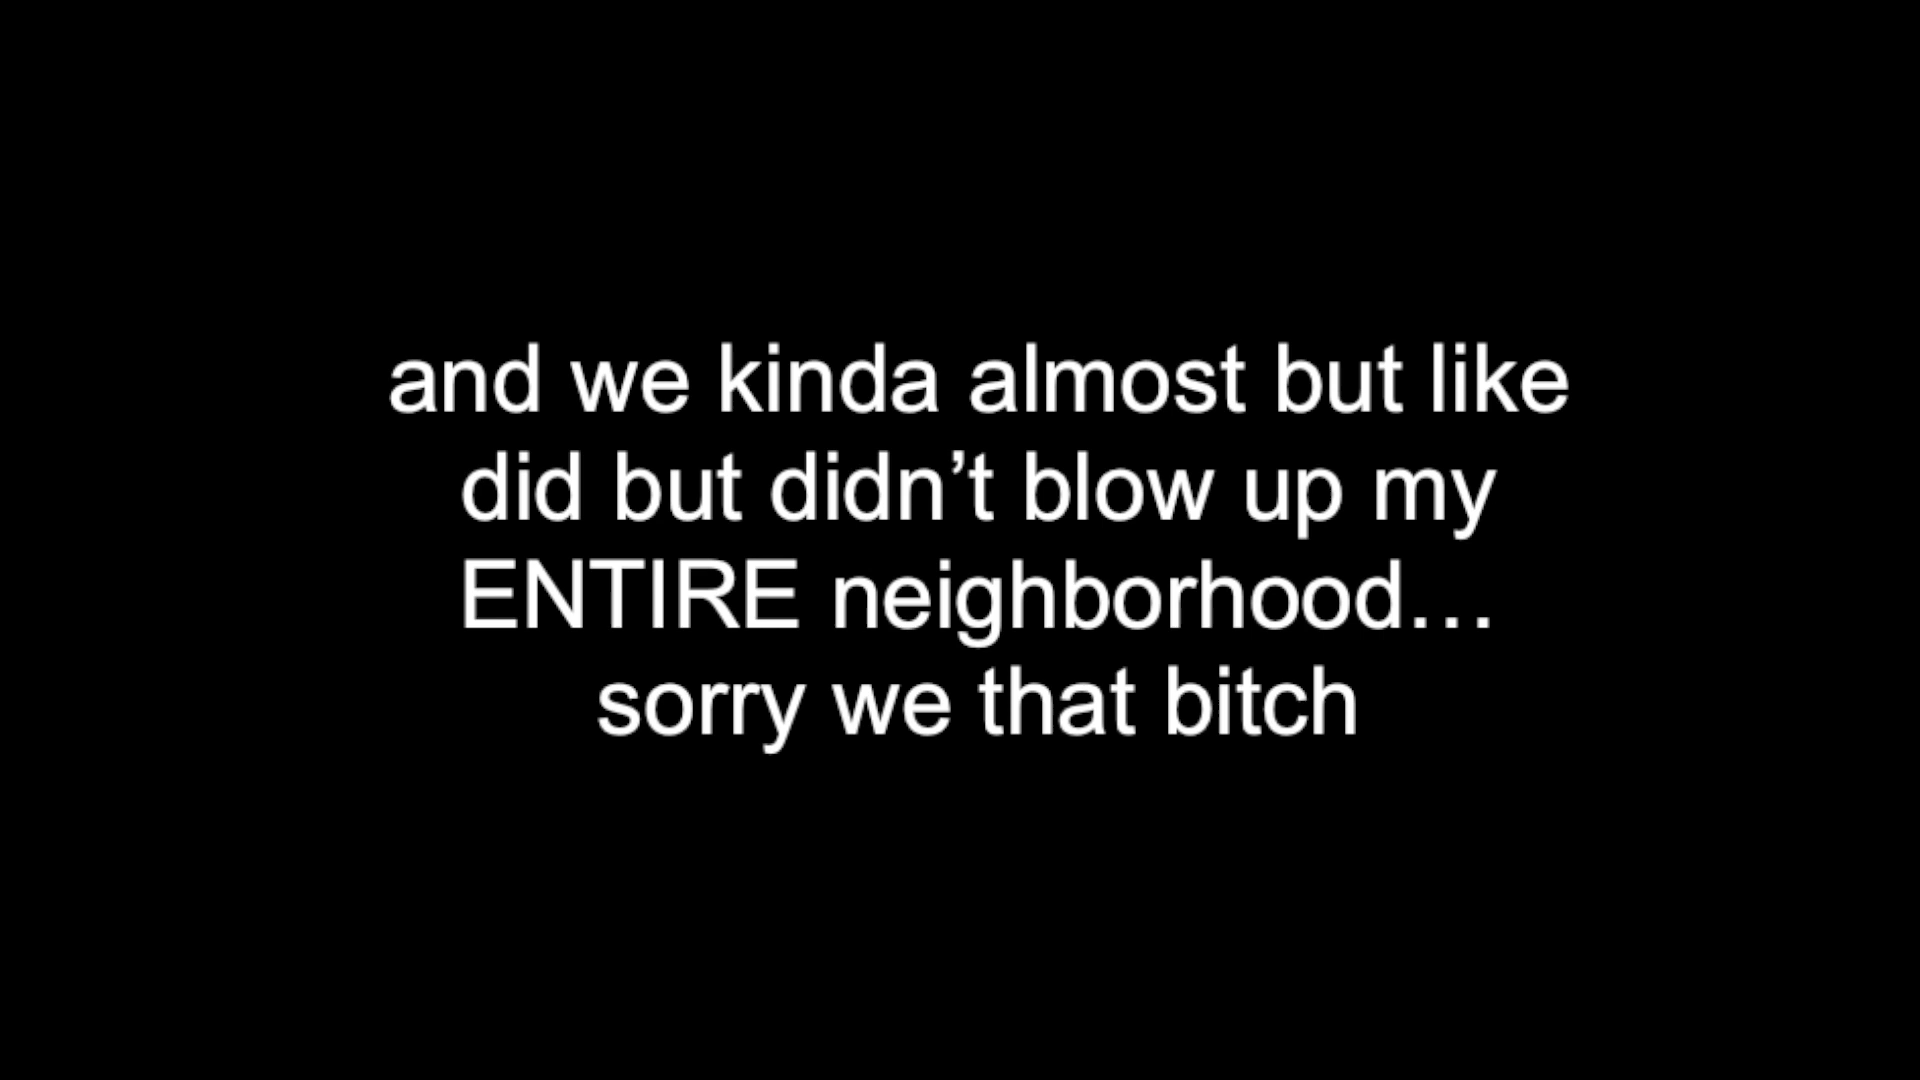 and we kinda almost but like
did but didn’t blow up my
ENTIRE neighborhood…
sorry we that bitch